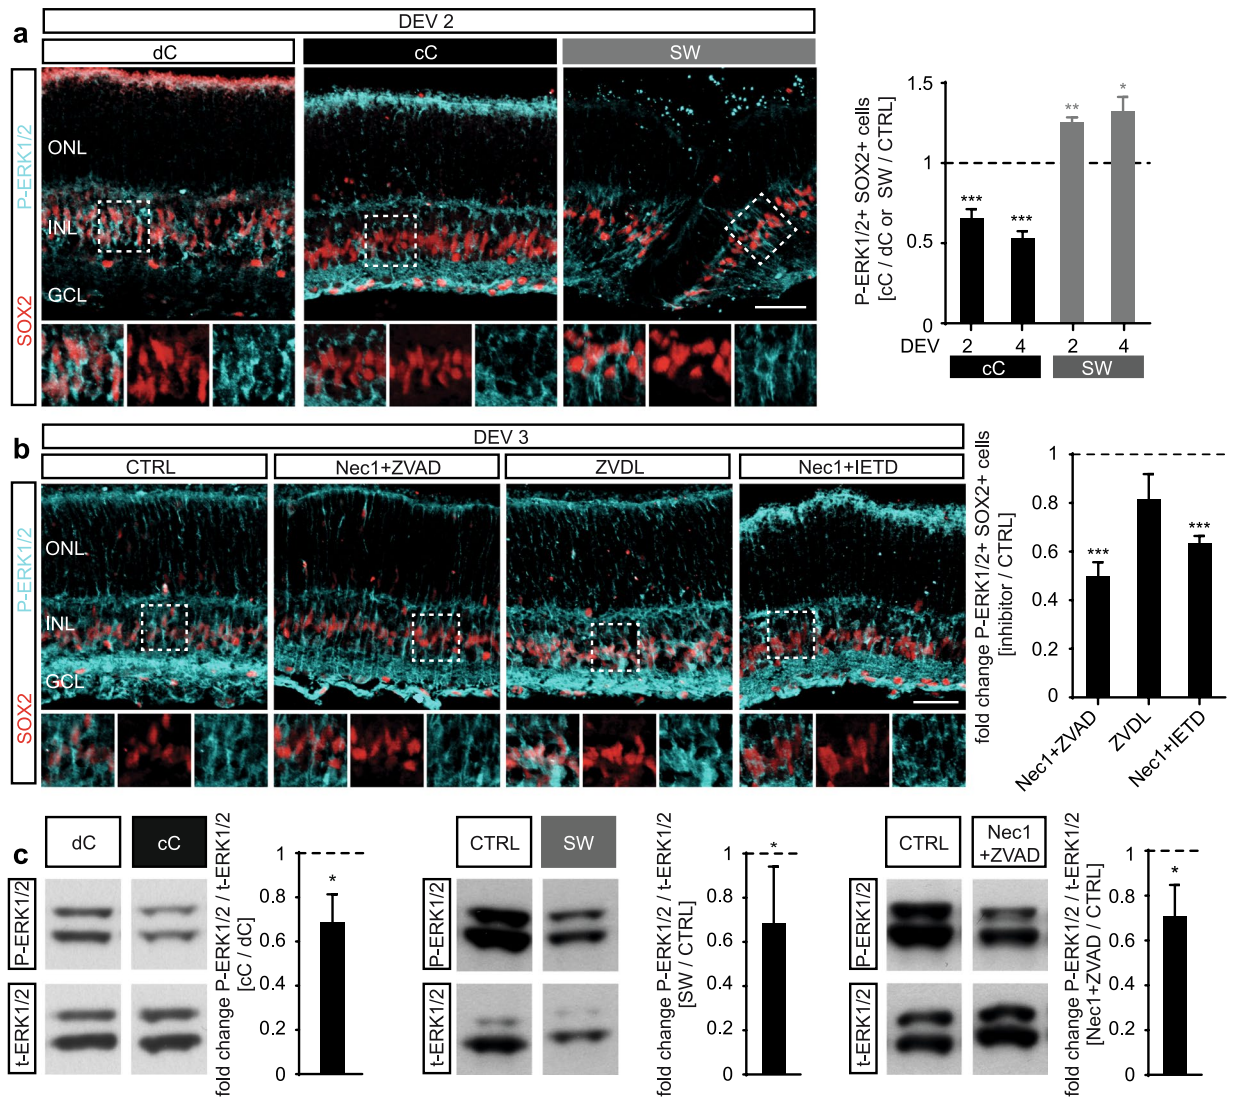 a
DEV 2
dC
cC
SW
P-ERK1/2
SOX2
ONL
INL
GCL
P-ERK1/2+ SOX2+ cells
[cC / dC or SW / CTRL]
1.5
1
0.5
0
***
***
**
*
DEV
2
4
2
4
cC
SW
b
DEV 3
CTRL
Nec1+ZVAD
ZVDL
Nec1+IETD
P-ERK1/2
SOX2
ONL
INL
GCL
fold change P-ERK1/2+ SOX2+ cells
[inhibitor / CTRL]
1
0.8
0.6
0.4
0.2
0
***
***
Nec1+ZVAD
ZVDL
Nec1+IETD
c
dC
cC
P-ERK1/2
t-ERK1/2
fold change P-ERK1/2 / t-ERK1/2
[cC / dC]
1
0.8
0.6
0.4
0.2
0
*
CTRL
SW
P-ERK1/2
t-ERK1/2
fold change P-ERK1/2 / t-ERK1/2
[SW / CTRL]
1
0.8
0.6
0.4
0.2
0
*
CTRL
Nec1
+ZVAD
P-ERK1/2
t-ERK1/2
fold change P-ERK1/2 / t-ERK1/2
[Nec1+ZVAD / CTRL]
1
0.8
0.6
0.4
0.2
0
*